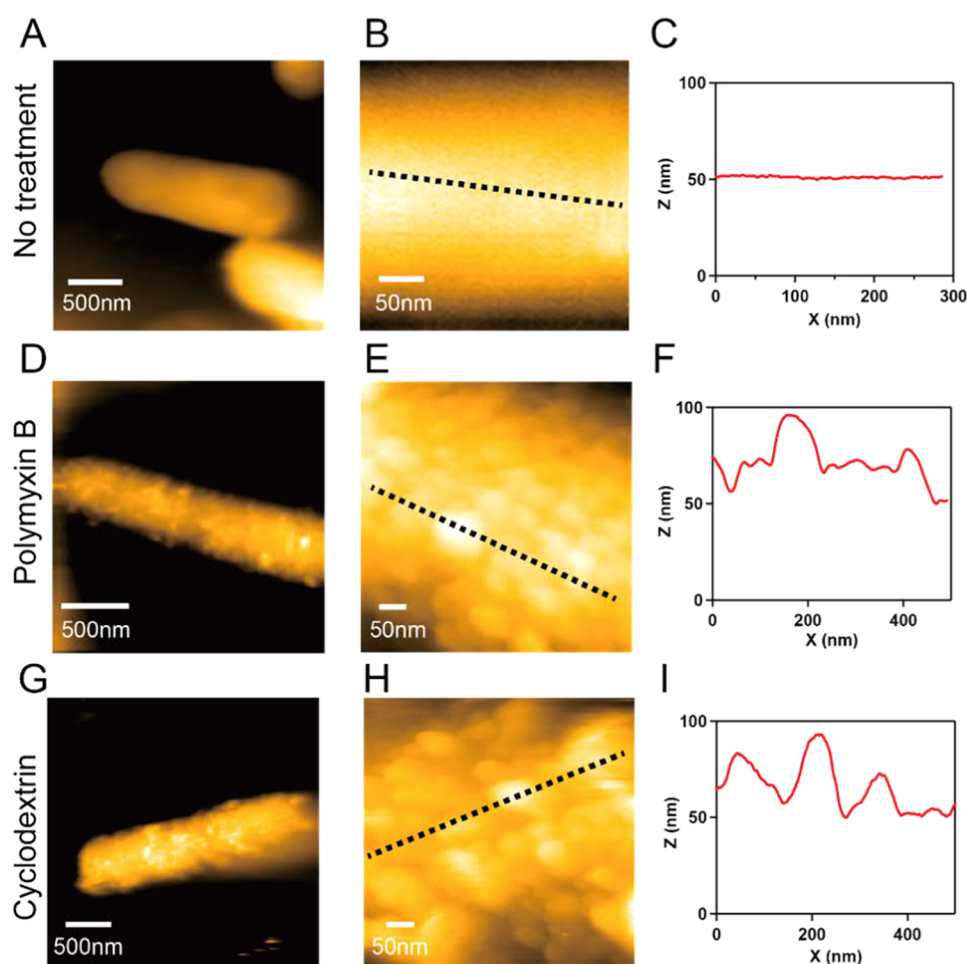 A
B
C
No treatment
500nm
50nm
100
50
0
Z (nm)
0
100
200
300
X (nm)
D
E
F
Polymyxin B
500nm
50nm
100
50
0
Z (nm)
0
200
400
X (nm)
G
H
I
Cyclodextrin
500nm
50nm
100
50
0
Z (nm)
0
200
400
X (nm)